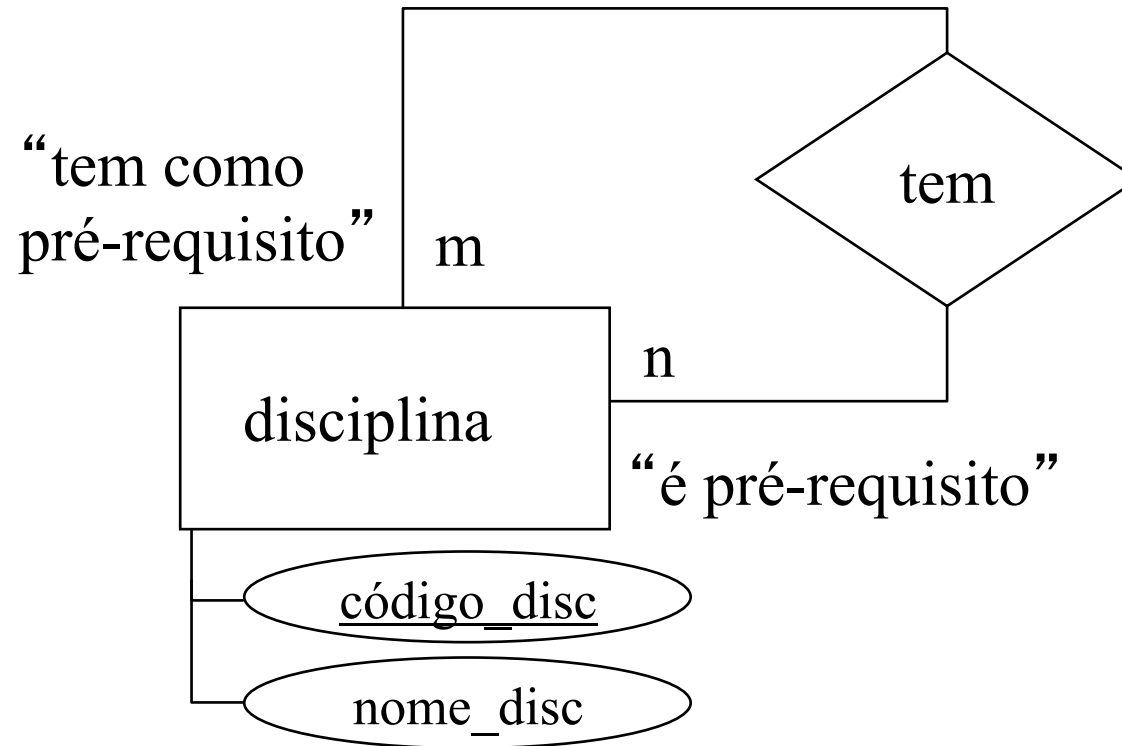 “tem como
pré-requisito”
m
tem
n
disciplina
“é pré-requisito”
código_disc
nome_disc